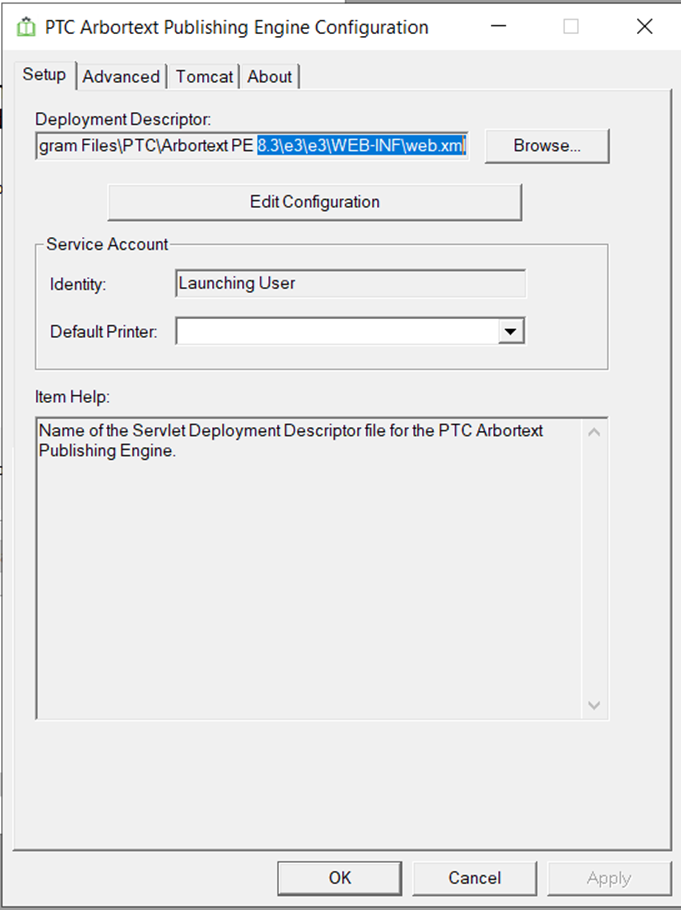 PTC Arbortext Publishing Engine Configuration
Setup Advanced Tomcat About
Deployment Descriptor:
gram Files\PTC\Arbortext PE 8.3\e3\e3\WEB-INF\web.xml Browse...
Edit Configuration
Service Account
Identity: Launching User
Default Printer:
Item Help:
Name of the Servlet Deployment Descriptor file for the PTC Arbortext
Publishing Engine.
OK Cancel Apply